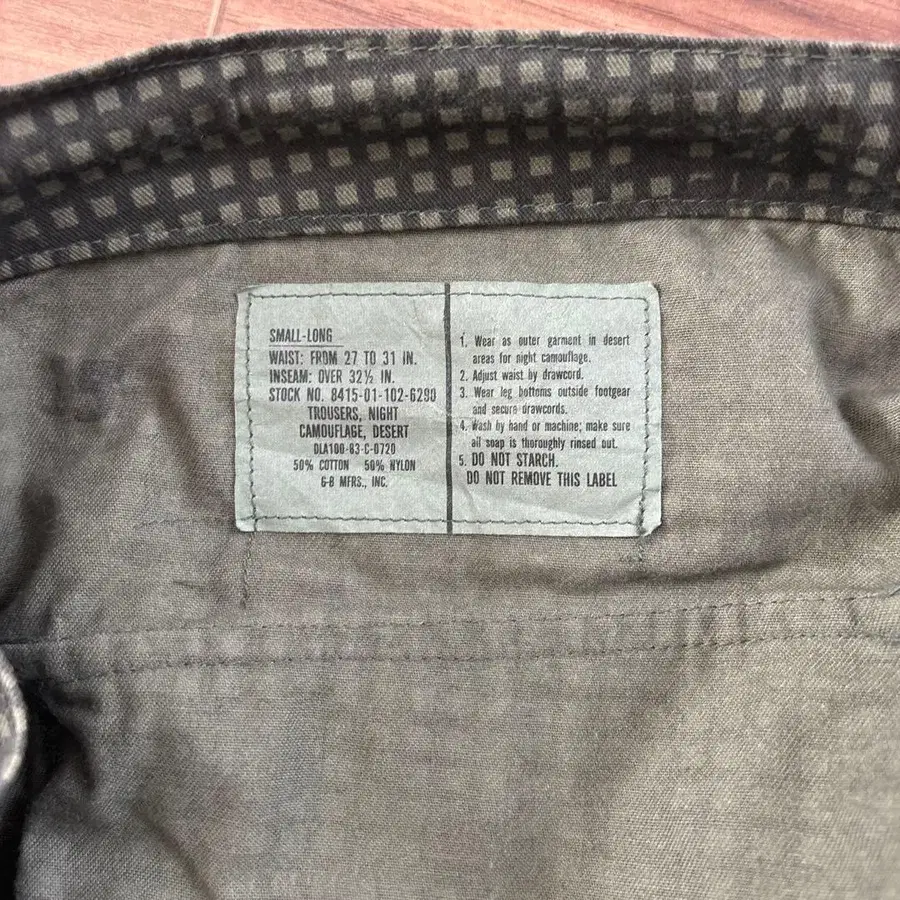 SMALL-LONG
WAIST: FROM 27 TO 31 IN.
INSEAM: OVER 32½ IN.
STOCK NO. 8415-01-102-6290
TROUSERS, NIGHT
CAMOUFLAGE, DESERT
DLA100-83-C-0720
50% COTTON 50% NYLON
G-B MFRS., INC.
1. Wear as outer garment in desert
areas for night camouflage.
2. Adjust waist by drawcord.
3. Wear leg bottoms outside footgear
and secure drawcords.
4. Wash by hand or machine; make sure
all soap is thoroughly rinsed out.
5. DO NOT STARCH.
DO NOT REMOVE THIS LABEL